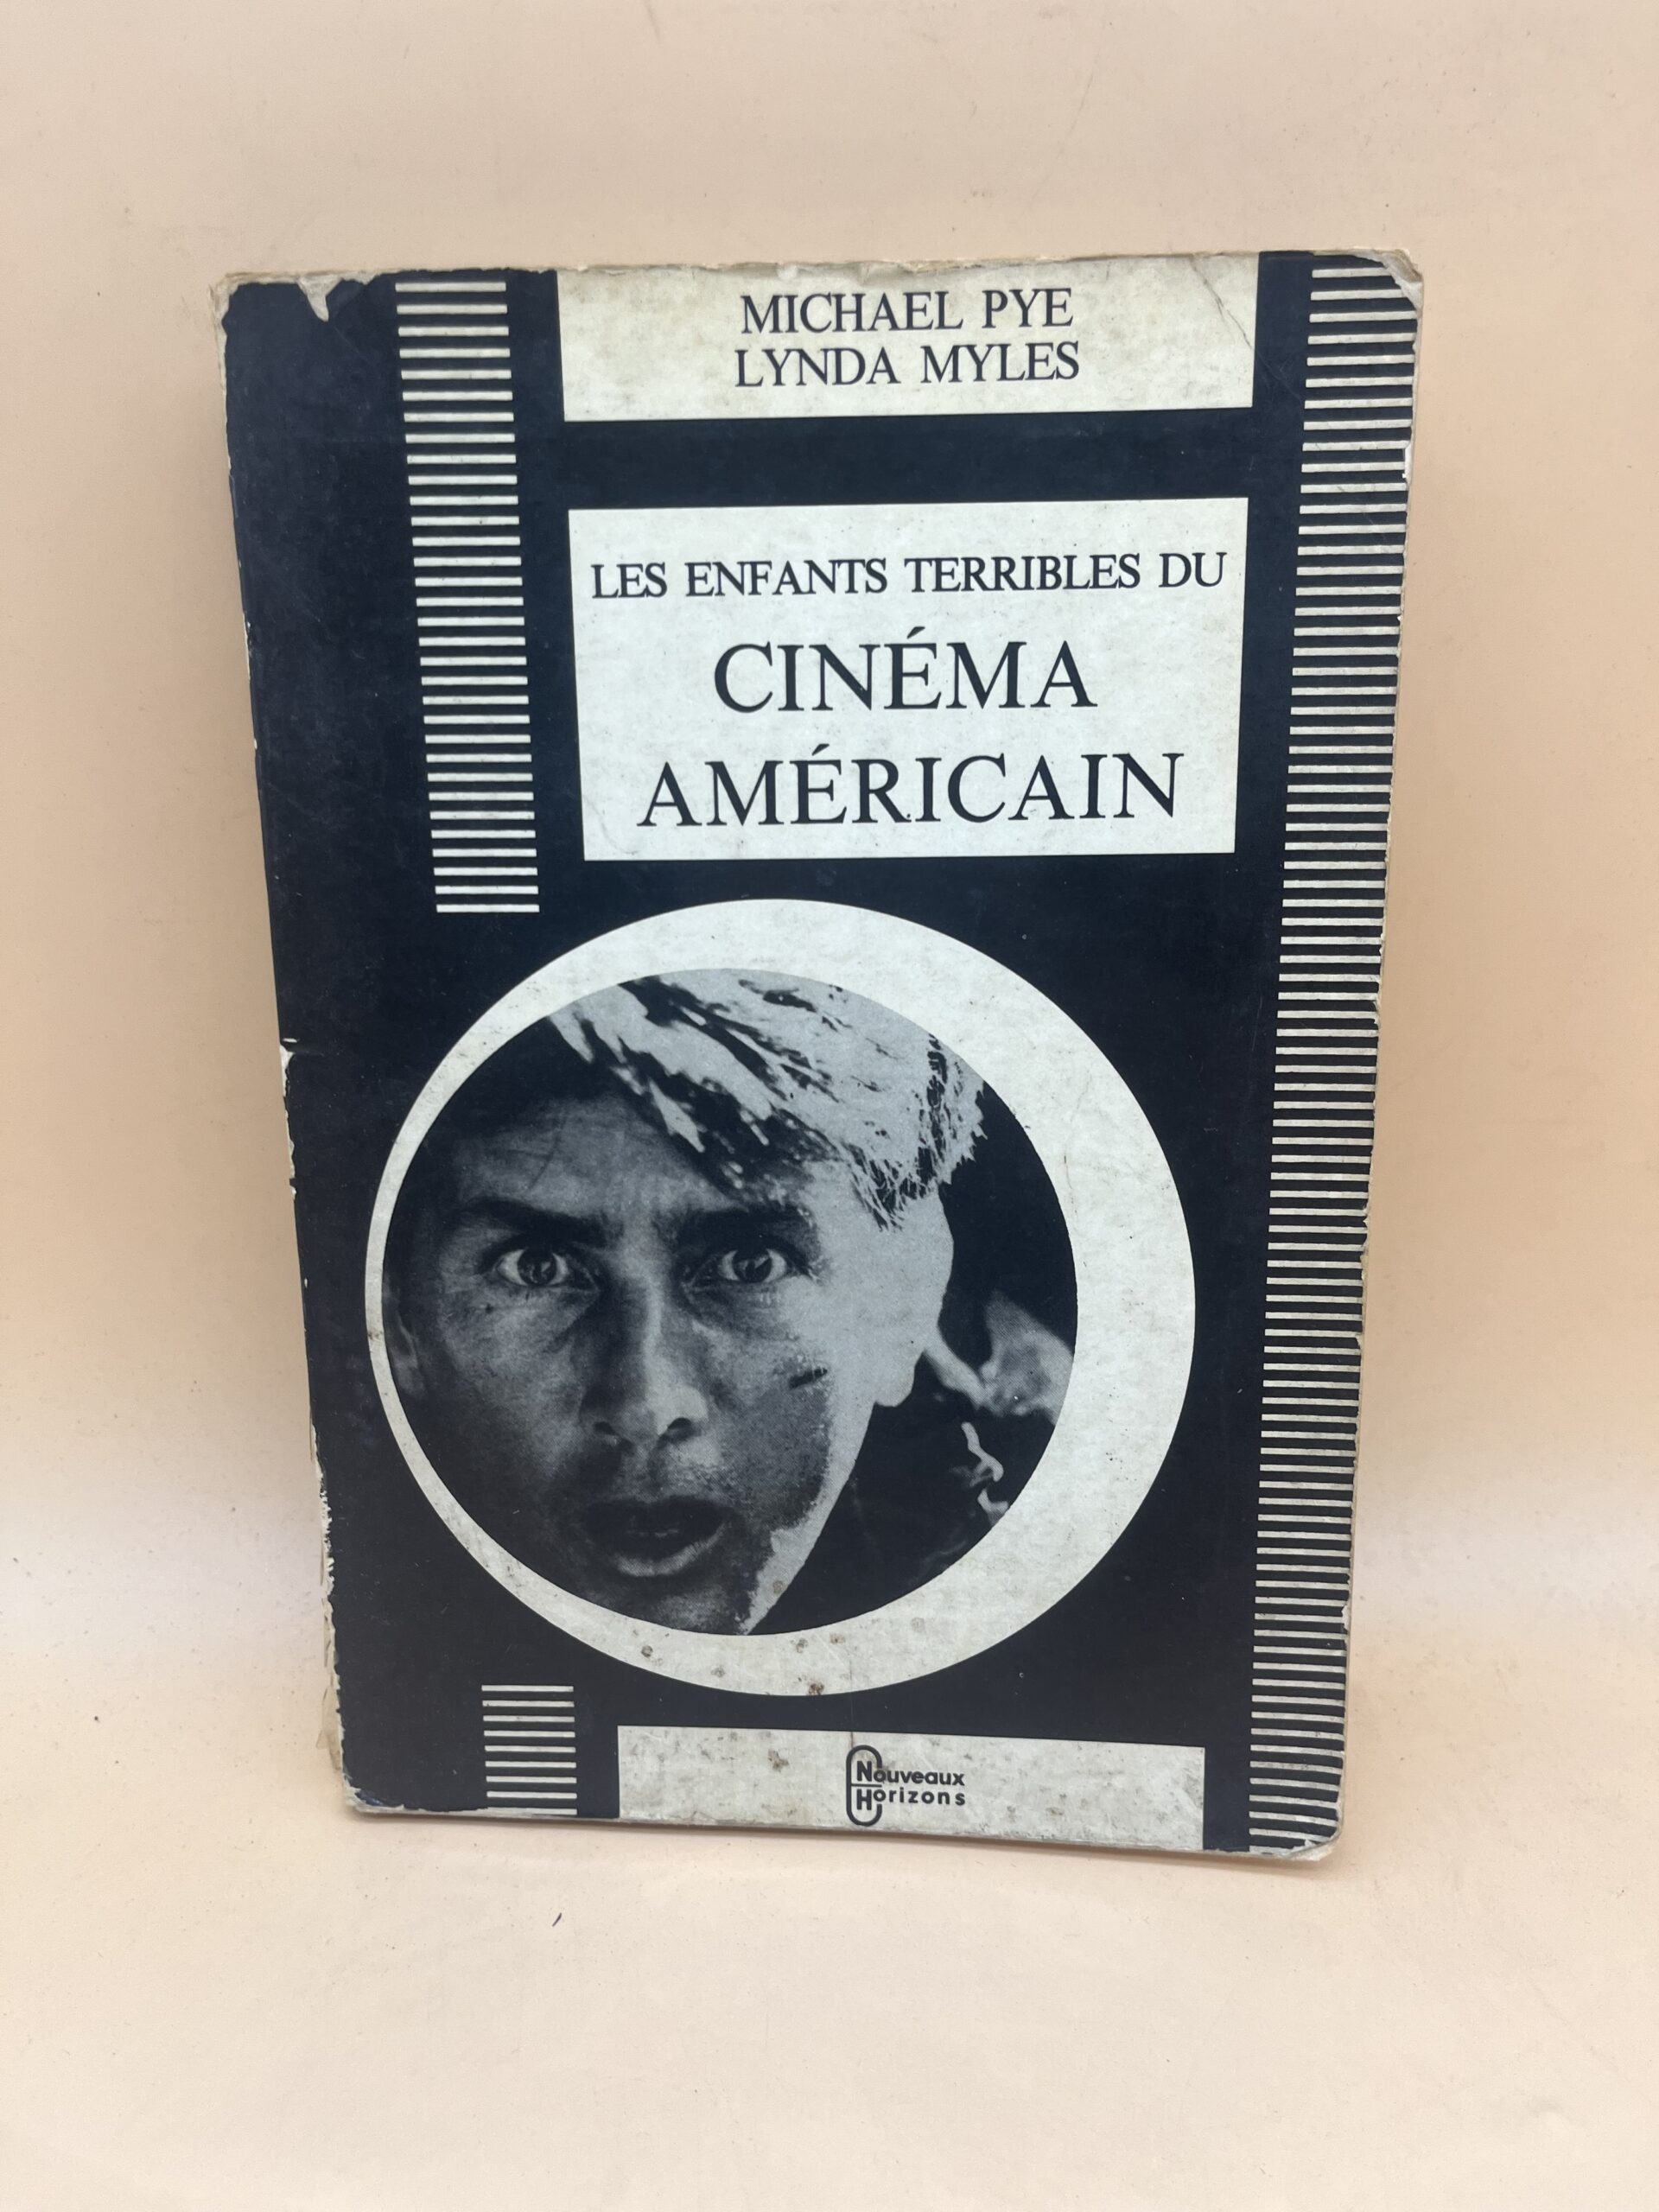 MICHAEL PYE
LYNDA MYLES
LES ENFANTS TERRIBLES DU
CINÉMA
AMÉRICAIN
Nouveaux
Horizons